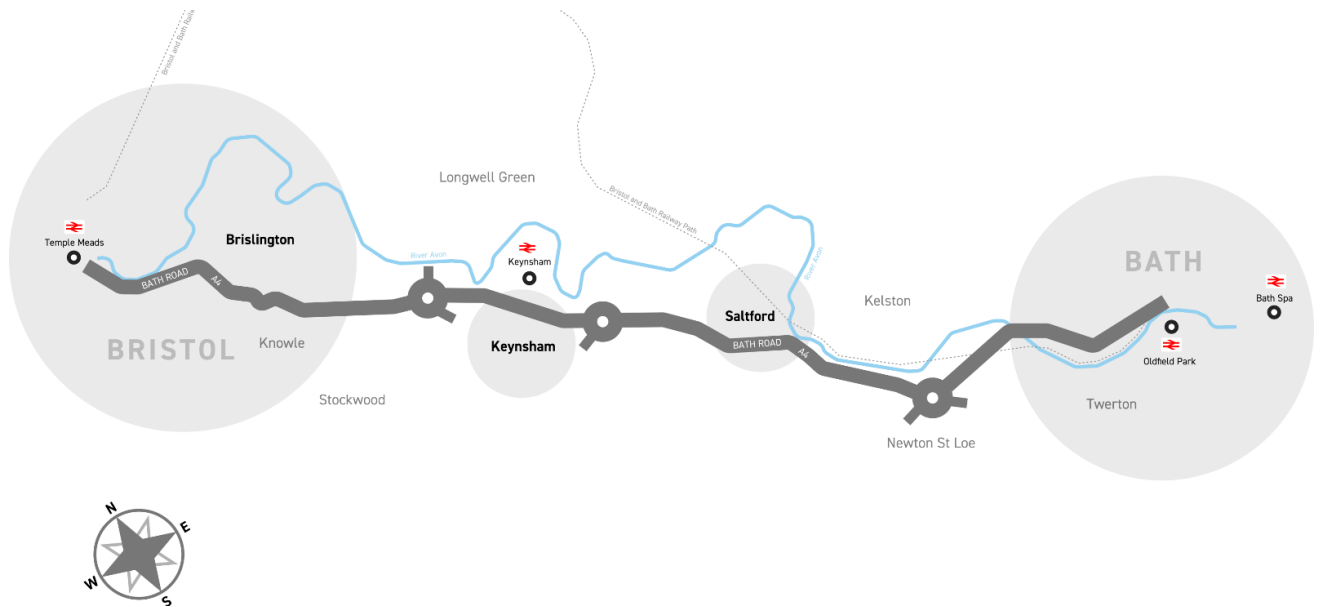 Bristol and Bath Railw
Longwell Green
Bristol and Bath Railway Path
Brislington
Temple Meads
River Avon
Keynsham
River Avon
BATH
BATH ROAD
A4
Kelston
Bath Spa
Saltford
BRISTOL
Knowle
Keynsham
BATH ROAD
A4
Oldfield Park
Stockwood
Twerton
Newton St Loe
N
E
W
S